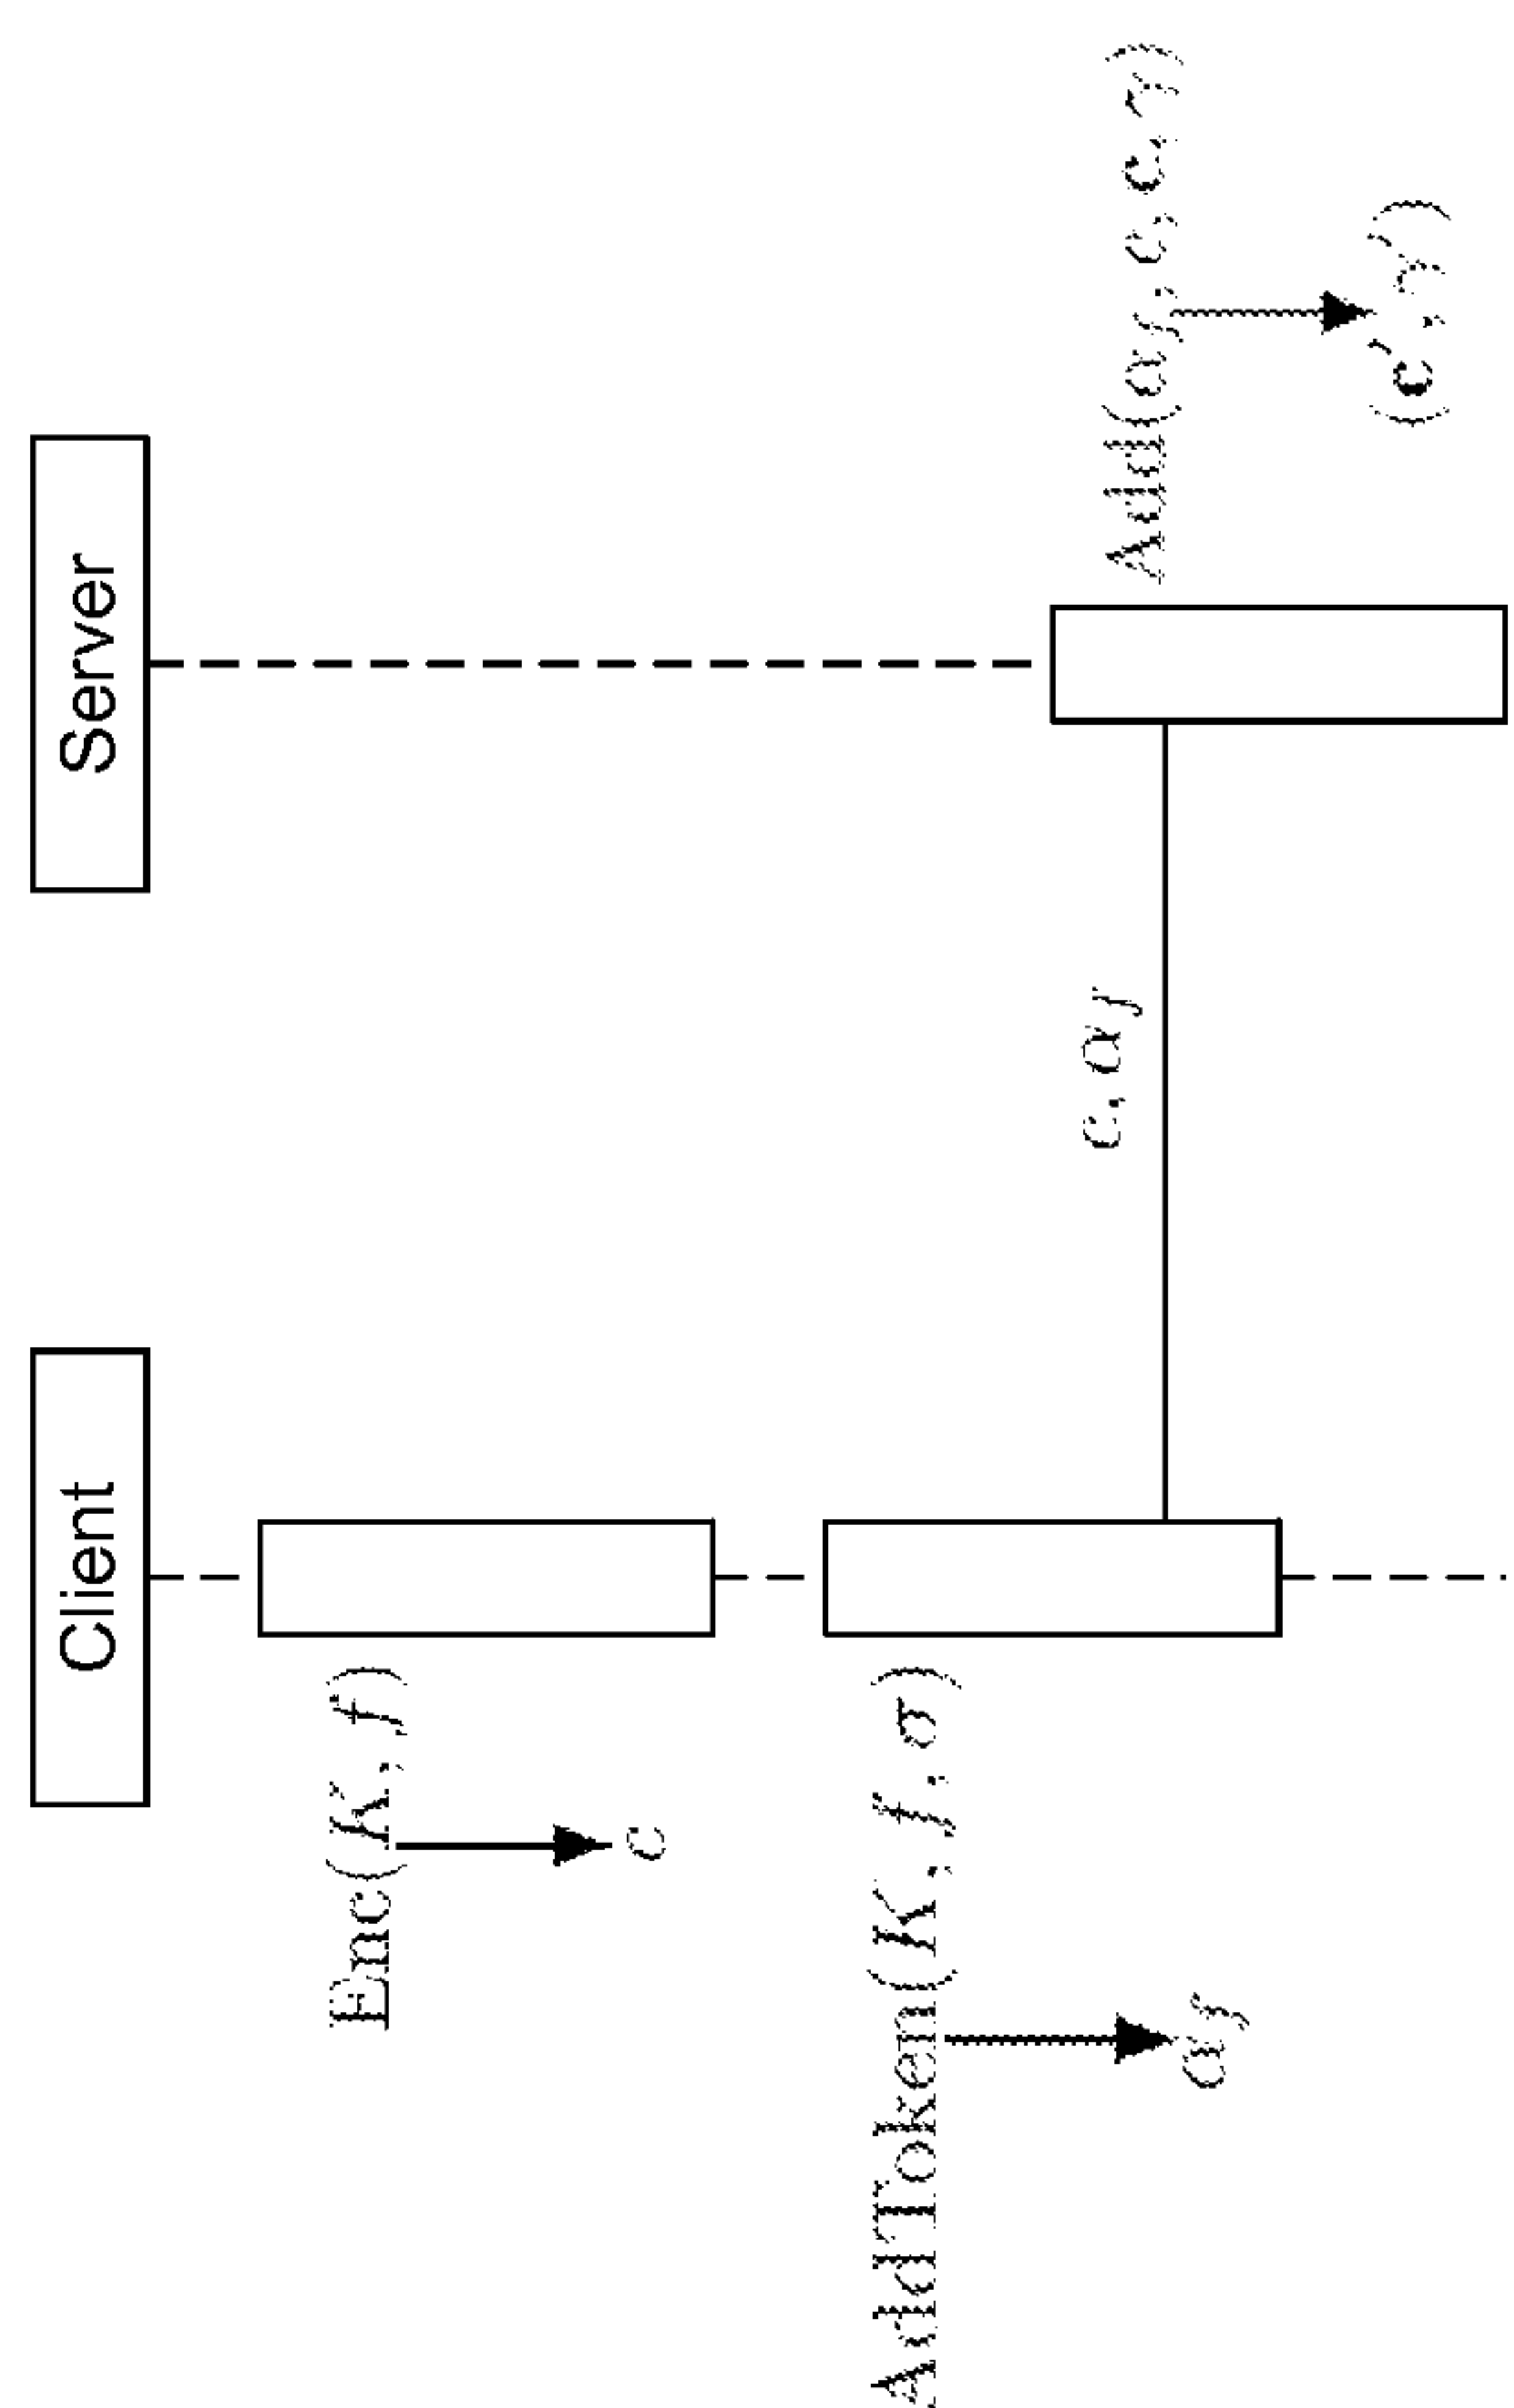 Client
Server
Enc(K, f)
c
AddToken(K, f, σ)
α_f
c, α_f
Add(α_f, c, c, γ)
(c′, γ′)